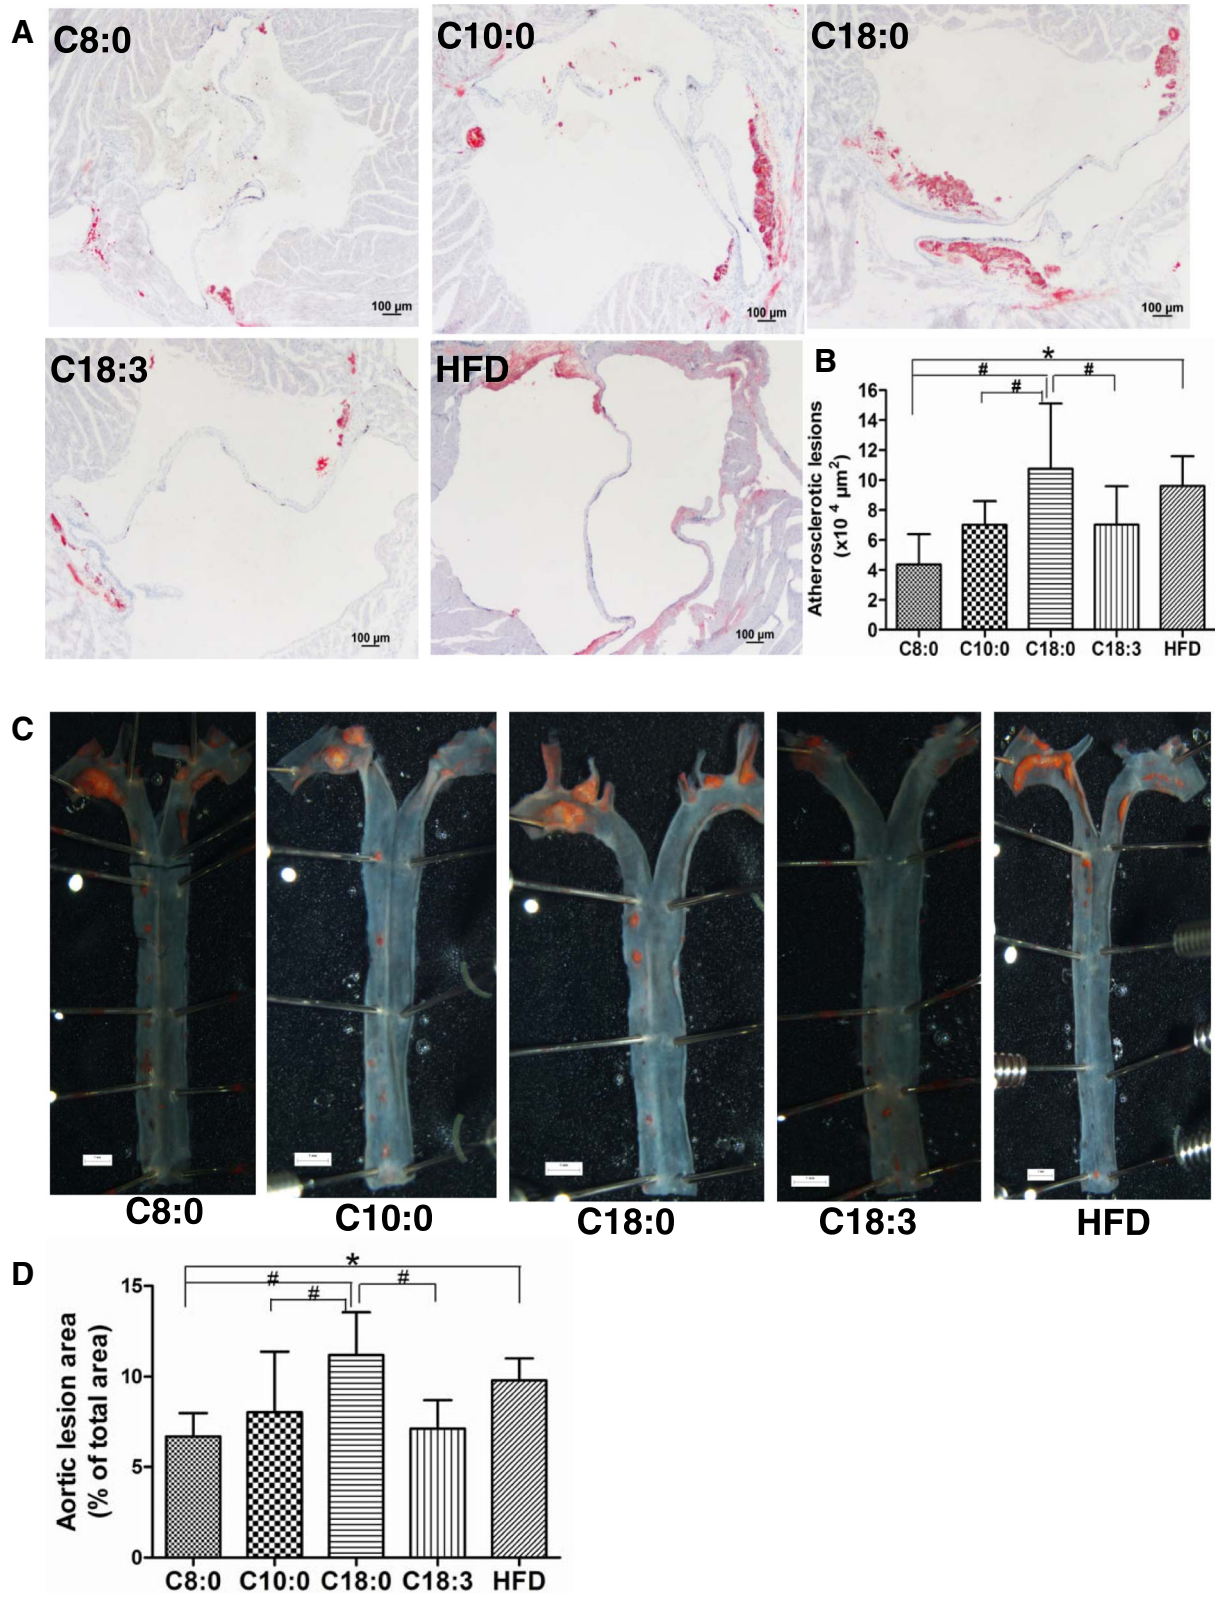 A
C8:0
C10:0
C18:0
100 µm
100 µm
100 µm
C18:3
HFD
100 µm
100 µm
B
*
#
#
#
Atherosclerotic lesions
(x10 4 µm2)
16
14
12
10
8
6
4
2
0
C8:0
C10:0
C18:0
C18:3
HFD
C
C8:0
C10:0
C18:0
C18:3
HFD
D
*
#
#
#
Aortic lesion area
(% of total area)
15
10
5
0
C8:0
C10:0
C18:0
C18:3
HFD